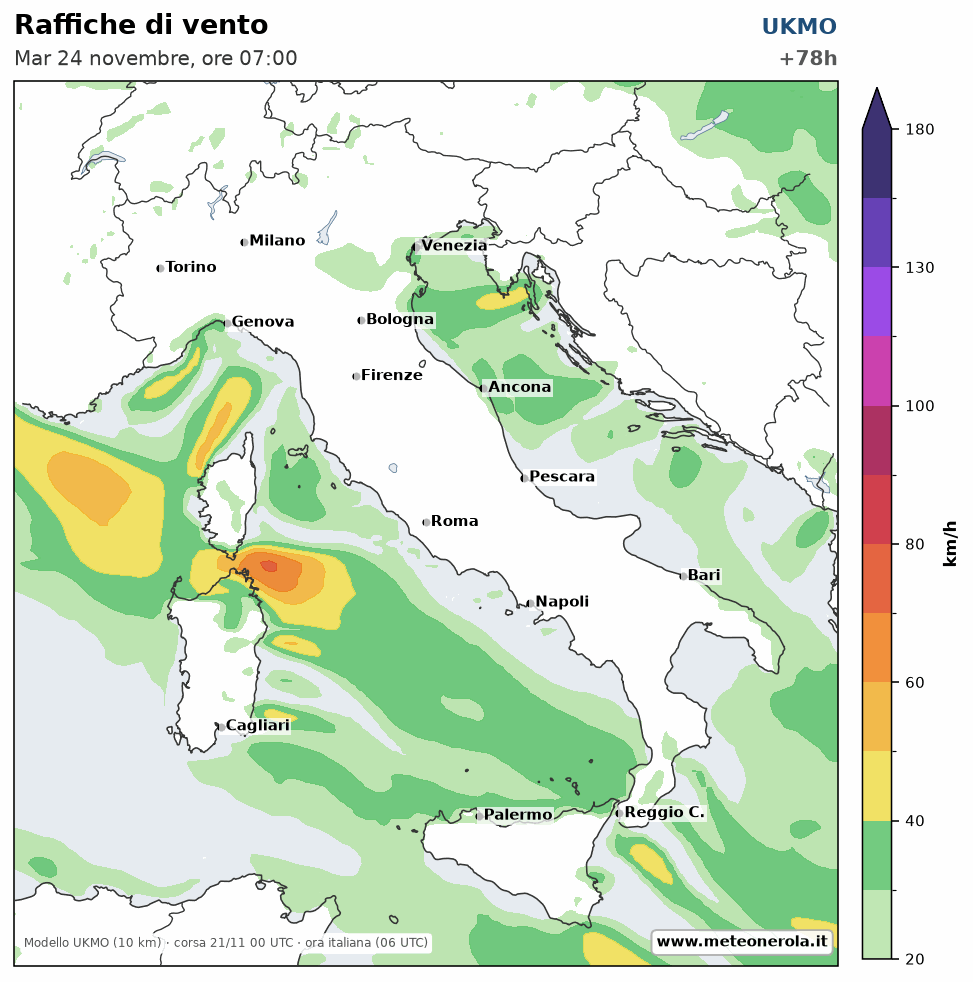 Raffiche di vento
UKMO
Mar 24 novembre, ore 07:00
+78h
180
Milano
Venezia
Torino
130
Genova
Bologna
Firenze
Ancona
100
Pescara
Roma
80
km/h
Bari
Napoli
60
Cagliari
Palermo
Reggio C.
40
Modello UKMO (10 km) · corsa 21/11 00 UTC · ora italiana (06 UTC)
www.meteonerola.it
20